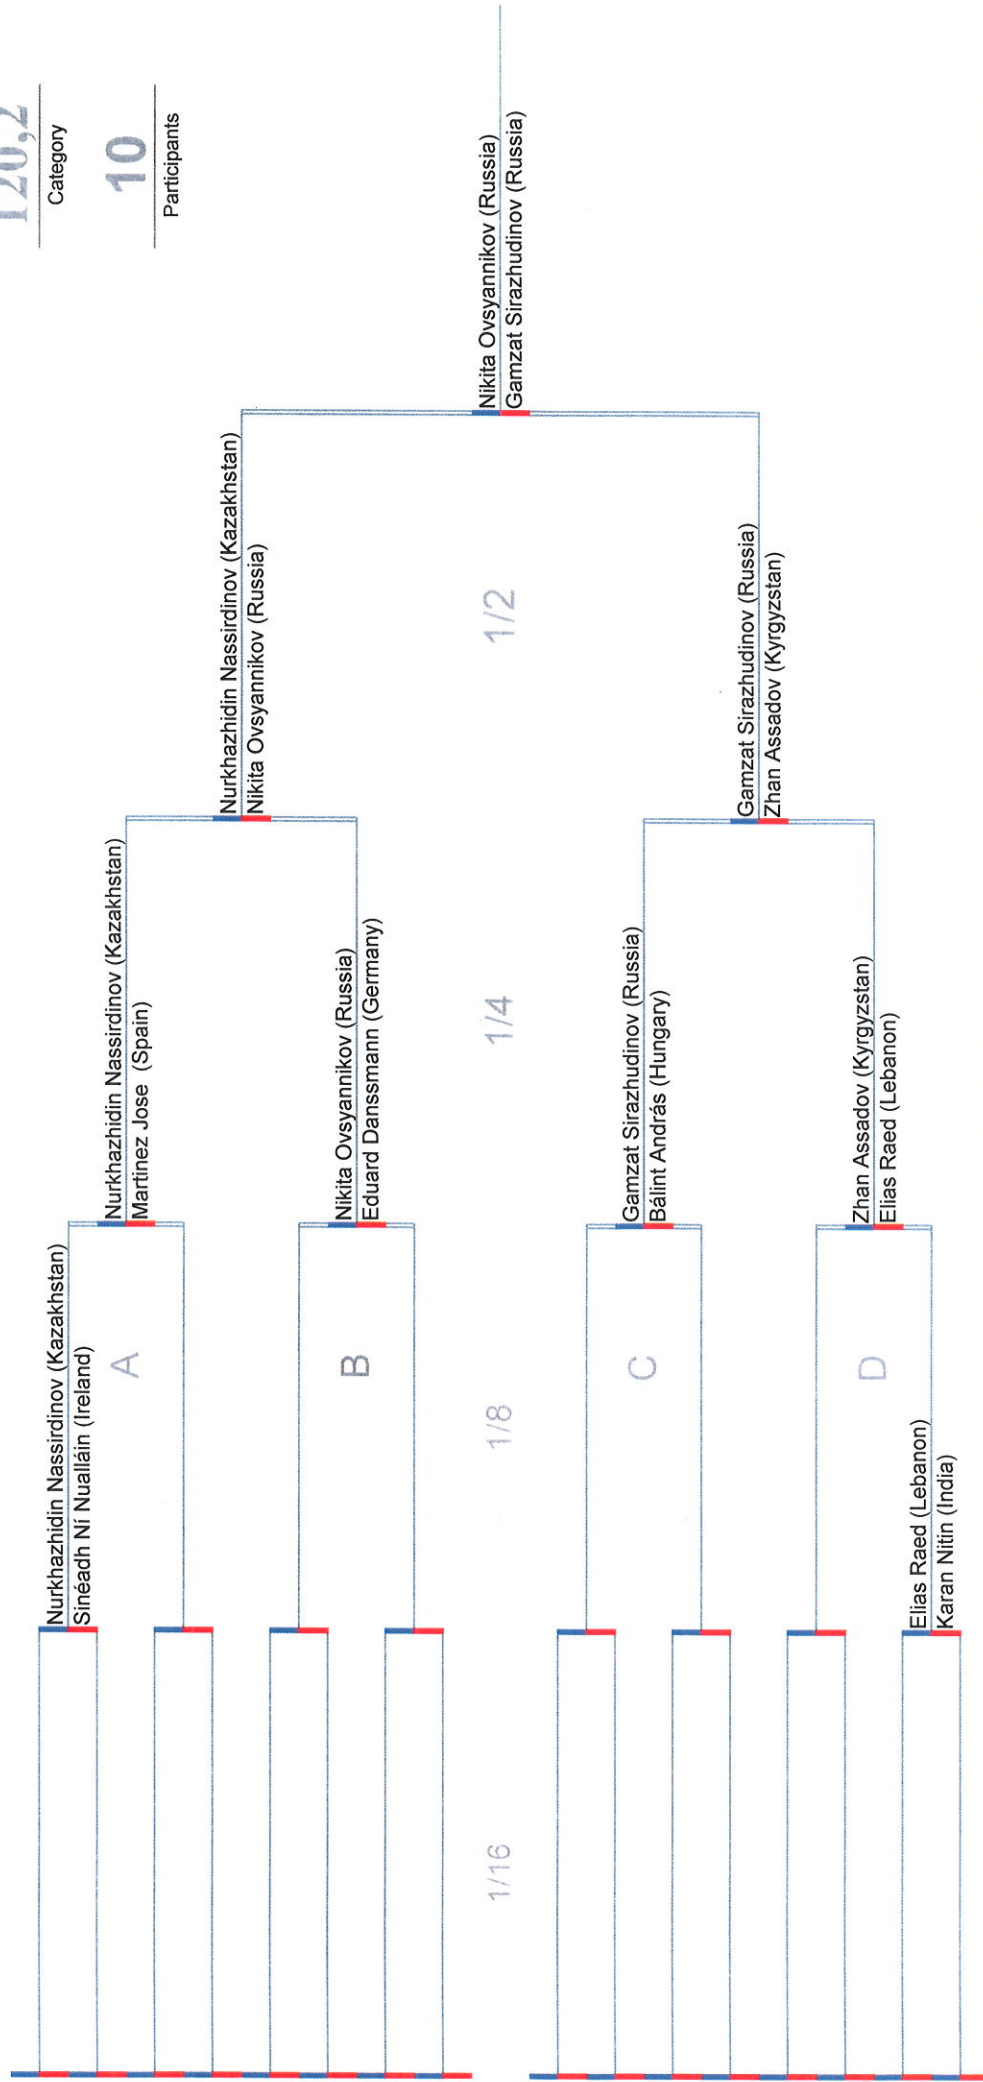 Category
10
Participants
Nurkhazhidin Nassirdinov (Kazakhstan)
Sinéadh Ní Nualláin (Ireland)
A
Nurkhazhidin Nassirdinov (Kazakhstan)
Martinez Jose (Spain)
Nurkhazhidin Nassirdinov (Kazakhstan)
Nikita Ovsyannikov (Russia)
B
Nikita Ovsyannikov (Russia)
Eduard Danssmann (Germany)
Nikita Ovsyannikov (Russia)
Gamzat Sirazhudinov (Russia)
1/16
1/8
1/4
1/2
C
Gamzat Sirazhudinov (Russia)
Bálint András (Hungary)
Gamzat Sirazhudinov (Russia)
Zhan Assadov (Kyrgyzstan)
D
Zhan Assadov (Kyrgyzstan)
Elias Raed (Lebanon)
Elias Raed (Lebanon)
Karan Nitin (India)